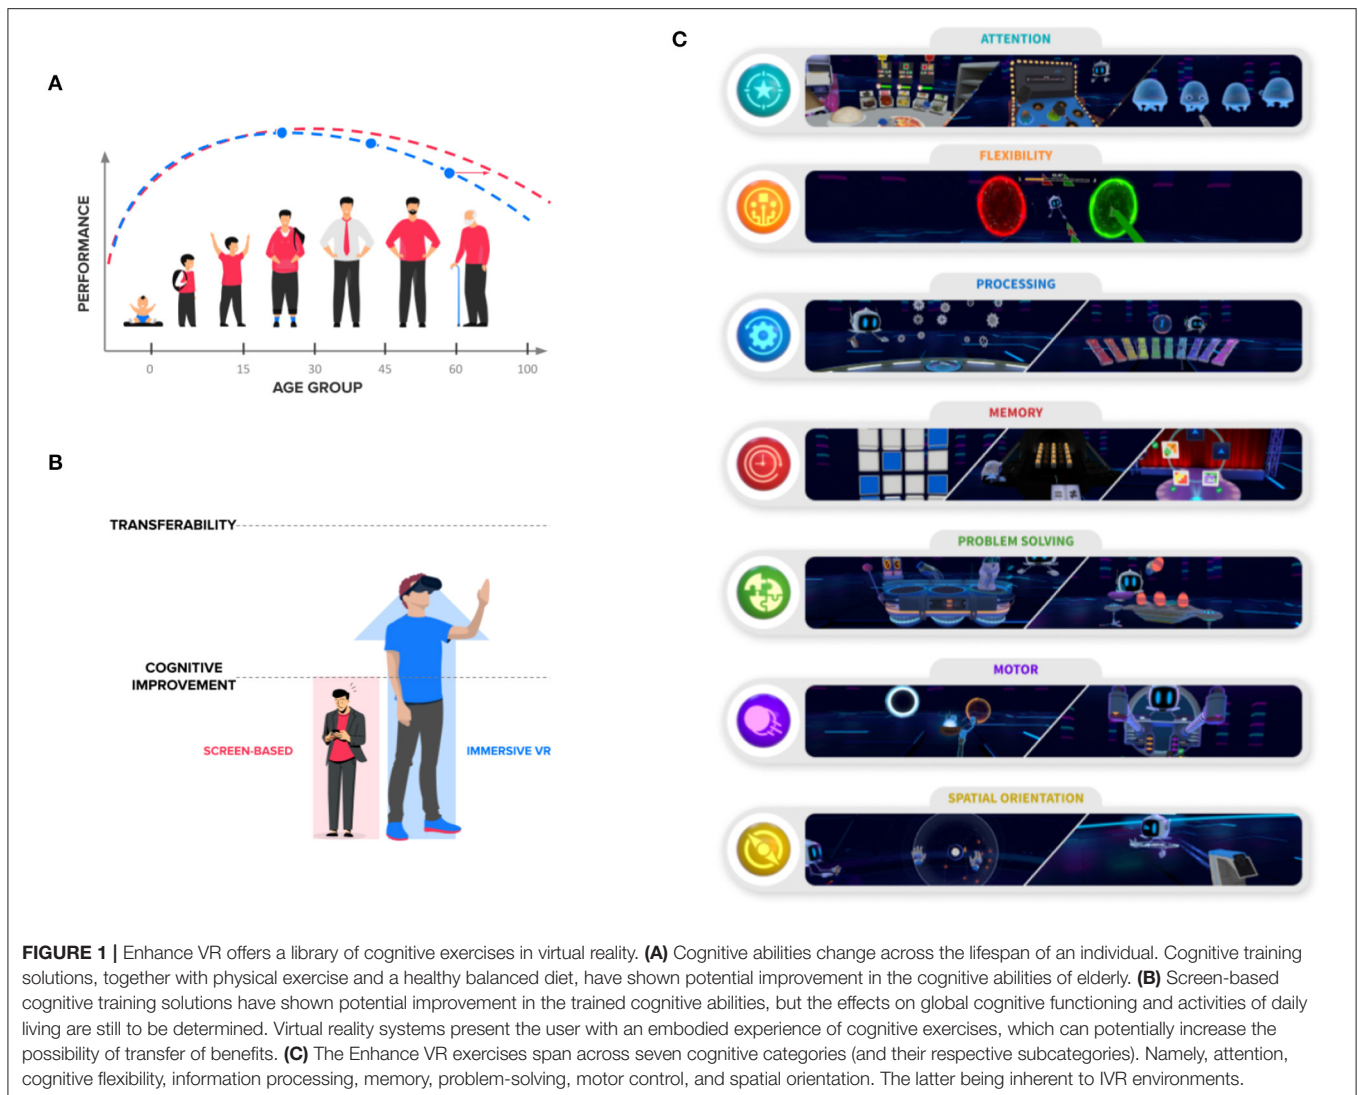 A
PERFORMANCE
0 15 30 45 60 100
AGE GROUP
B
TRANSFERABILITY
COGNITIVE
IMPROVEMENT
SCREEN-BASED
IMMERSIVE VR
C
ATTENTION
FLEXIBILITY
PROCESSING
MEMORY
PROBLEM SOLVING
MOTOR
SPATIAL ORIENTATION
FIGURE 1 | Enhance VR offers a library of cognitive exercises in virtual reality. (A) Cognitive abilities change across the lifespan of an individual. Cognitive training
solutions, together with physical exercise and a healthy balanced diet, have shown potential improvement in the cognitive abilities of elderly. (B) Screen-based
cognitive training solutions have shown potential improvement in the trained cognitive abilities, but the effects on global cognitive functioning and activities of daily
living are still to be determined. Virtual reality systems present the user with an embodied experience of cognitive exercises, which can potentially increase the
possibility of transfer of benefits. (C) The Enhance VR exercises span across seven cognitive categories (and their respective subcategories). Namely, attention,
cognitive flexibility, information processing, memory, problem-solving, motor control, and spatial orientation. The latter being inherent to IVR environments.